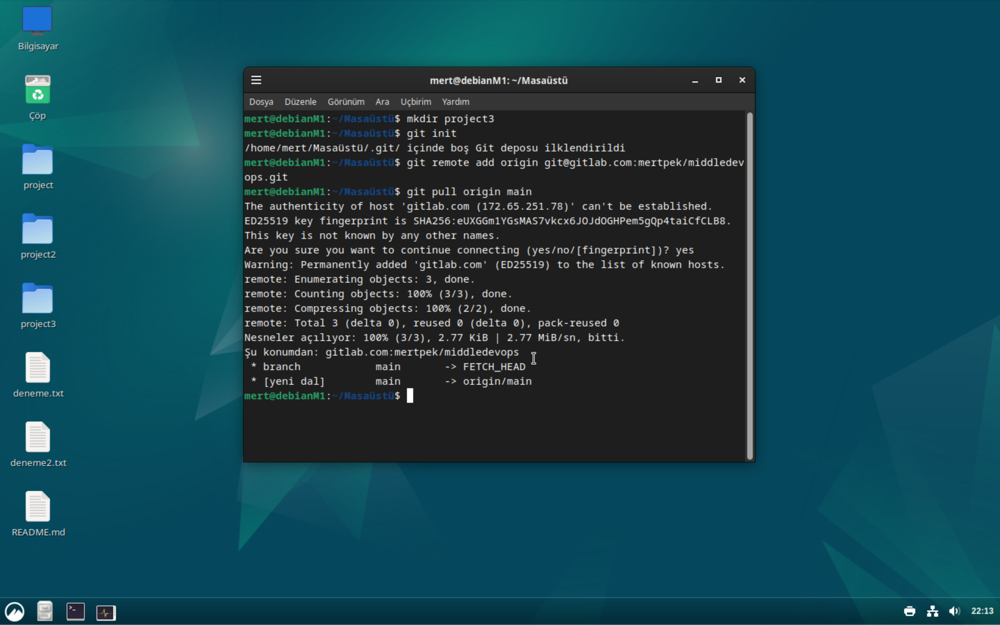 Bilgisayar
Çöp
project
project2
project3
deneme.txt
deneme2.txt
README.md
mert@debianM1: ~/Masaüstü
Dosya Düzenle Görünüm Ara Uçbirim Yardım
mert@debianM1:~/Masaüstü$ mkdir project3
mert@debianM1:~/Masaüstü$ git init
/home/mert/Masaüstü/.git/ içinde boş Git deposu ilklendirildi
mert@debianM1:~/Masaüstü$ git remote add origin git@gitlab.com:mertpek/middledev
ops.git
mert@debianM1:~/Masaüstü$ git pull origin main
The authenticity of host 'gitlab.com (172.65.251.78)' can't be established.
ED25519 key fingerprint is SHA256:eUXGGm1YGsMAS7vkcx6JOJdOGHPem5gQp4taiCfCLB8.
This key is not known by any other names.
Are you sure you want to continue connecting (yes/no/[fingerprint])? yes
Warning: Permanently added 'gitlab.com' (ED25519) to the list of known hosts.
remote: Enumerating objects: 3, done.
remote: Counting objects: 100% (3/3), done.
remote: Compressing objects: 100% (2/2), done.
remote: Total 3 (delta 0), reused 0 (delta 0), pack-reused 0
Nesneler açılıyor: 100% (3/3), 2.77 KiB | 2.77 MiB/sn, bitti.
Şu konumdan: gitlab.com:mertpek/middledevops
 * branch            main       -> FETCH_HEAD
 * [yeni dal]        main       -> origin/main
mert@debianM1:~/Masaüstü$
22:13